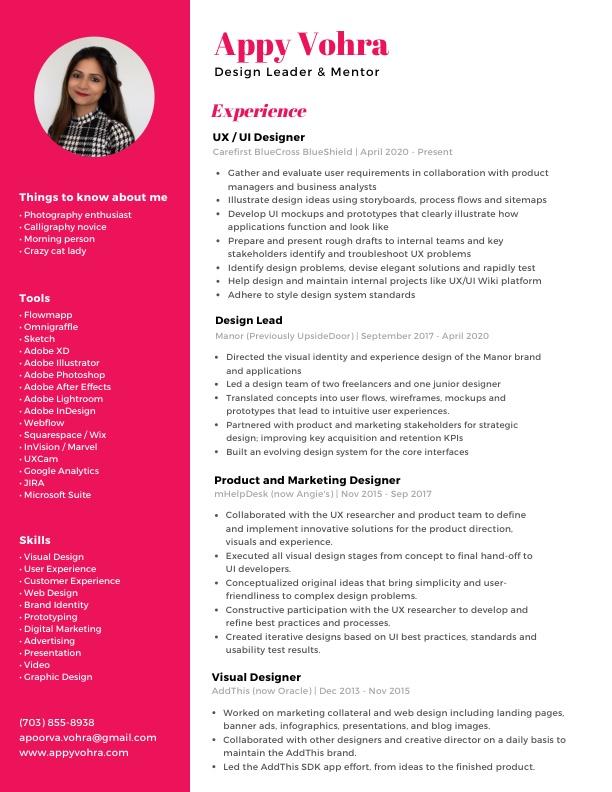 Appy Vohra
Design Leader & Mentor
Things to know about me
• Photography enthusiast
• Calligraphy novice
• Morning person
• Crazy cat lady
Tools
• Flowmapp
• Omnigraffle
• Sketch
• Adobe XD
• Adobe Illustrator
• Adobe Photoshop
• Adobe After Effects
• Adobe Lightroom
• Adobe InDesign
• Webflow
• Squarespace / Wix
• InVision / Marvel
• UXCam
• Google Analytics
• JIRA
• Microsoft Suite
Skills
• Visual Design
• User Experience
• Customer Experience
• Web Design
• Brand Identity
• Prototyping
• Digital Marketing
• Advertising
• Presentation
• Video
• Graphic Design
(703) 855-8938
apoorva.vohra@gmail.com
www.appyvohra.com
Experience
UX / UI Designer
Carefirst BlueCross BlueShield | April 2020 - Present
• Gather and evaluate user requirements in collaboration with product
managers and business analysts
• Illustrate design ideas using storyboards, process flows and sitemaps
• Develop UI mockups and prototypes that clearly illustrate how
applications function and look like
• Prepare and present rough drafts to internal teams and key
stakeholders identify and troubleshoot UX problems
• Identify design problems, devise elegant solutions and rapidly test
• Help design and maintain internal projects like UX/UI Wiki platform
• Adhere to style design system standards
Design Lead
Manor (Previously UpsideDoor) | September 2017 - April 2020
• Directed the visual identity and experience design of the Manor brand
and applications
• Led a design team of two freelancers and one junior designer
• Translated concepts into user flows, wireframes, mockups and
prototypes that lead to intuitive user experiences.
• Partnered with product and marketing stakeholders for strategic
design; improving key acquisition and retention KPIs
• Built an evolving design system for the core interfaces
Product and Marketing Designer
mHelpDesk (now Angie's) | Nov 2015 - Sep 2017
• Collaborated with the UX researcher and product team to define
and implement innovative solutions for the product direction,
visuals and experience.
• Executed all visual design stages from concept to final hand-off to
UI developers.
• Conceptualized original ideas that bring simplicity and user-
friendliness to complex design problems.
• Constructive participation with the UX researcher to develop and
refine best practices and processes.
• Created iterative designs based on UI best practices, standards and
usability test results.
Visual Designer
AddThis (now Oracle) | Dec 2013 - Nov 2015
• Worked on marketing collateral and web design including landing pages,
banner ads, infographics, presentations, and blog images.
• Collaborated with other designers and creative director on a daily basis to
maintain the AddThis brand.
• Led the AddThis SDK app effort, from ideas to the finished product.